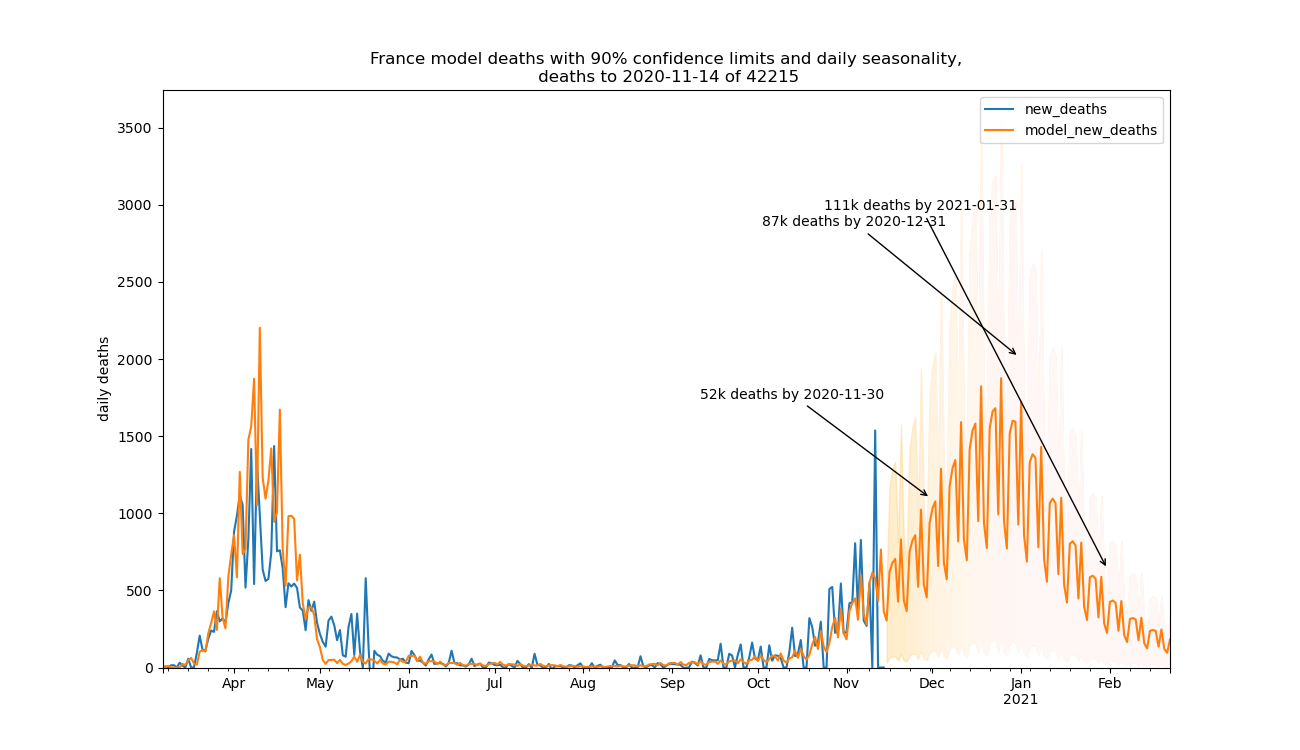 France model deaths with 90% confidence limits and daily seasonality,
deaths to 2020-11-14 of 42215
new_deaths
model_new_deaths
3500
3000
2500
2000
1500
1000
500
0
daily deaths
111k deaths by 2021-01-31
87k deaths by 2020-12-31
52k deaths by 2020-11-30
Apr May Jun Jul Aug Sep Oct Nov Dec Jan Feb
2021